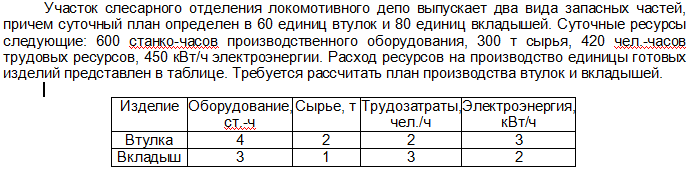 Участок слесарного отделения локомотивного депо выпускает два вида запасных частей,
причем суточный план определен в 60 единиц втулок и 80 единиц вкладышей. Суточные ресурсы
следующие: 600 станко-часов производственного оборудования, 300 т сырья, 420 чел.-часов
трудовых ресурсов, 450 кВт/ч электроэнергии. Расход ресурсов на производство единицы готовых
изделий представлен в таблице. Требуется рассчитать план производства втулок и вкладышей.
Изделие Оборудование, ст.-ч Сырье, т Трудозатраты, чел./ч Электроэнергия, кВт/ч
Втулка 4 2 2 3
Вкладыш 3 1 3 2